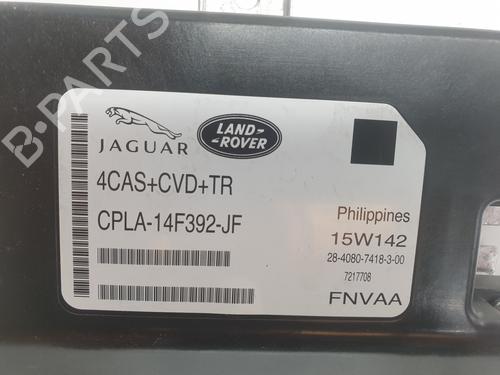 B-PARTS
JAGUAR
LAND-
-ROVER
4CAS+CVD+TR
CPLA-14F392-JF
Philippines
15W142
28-4080-7418-3-00
7217708
FNVAA